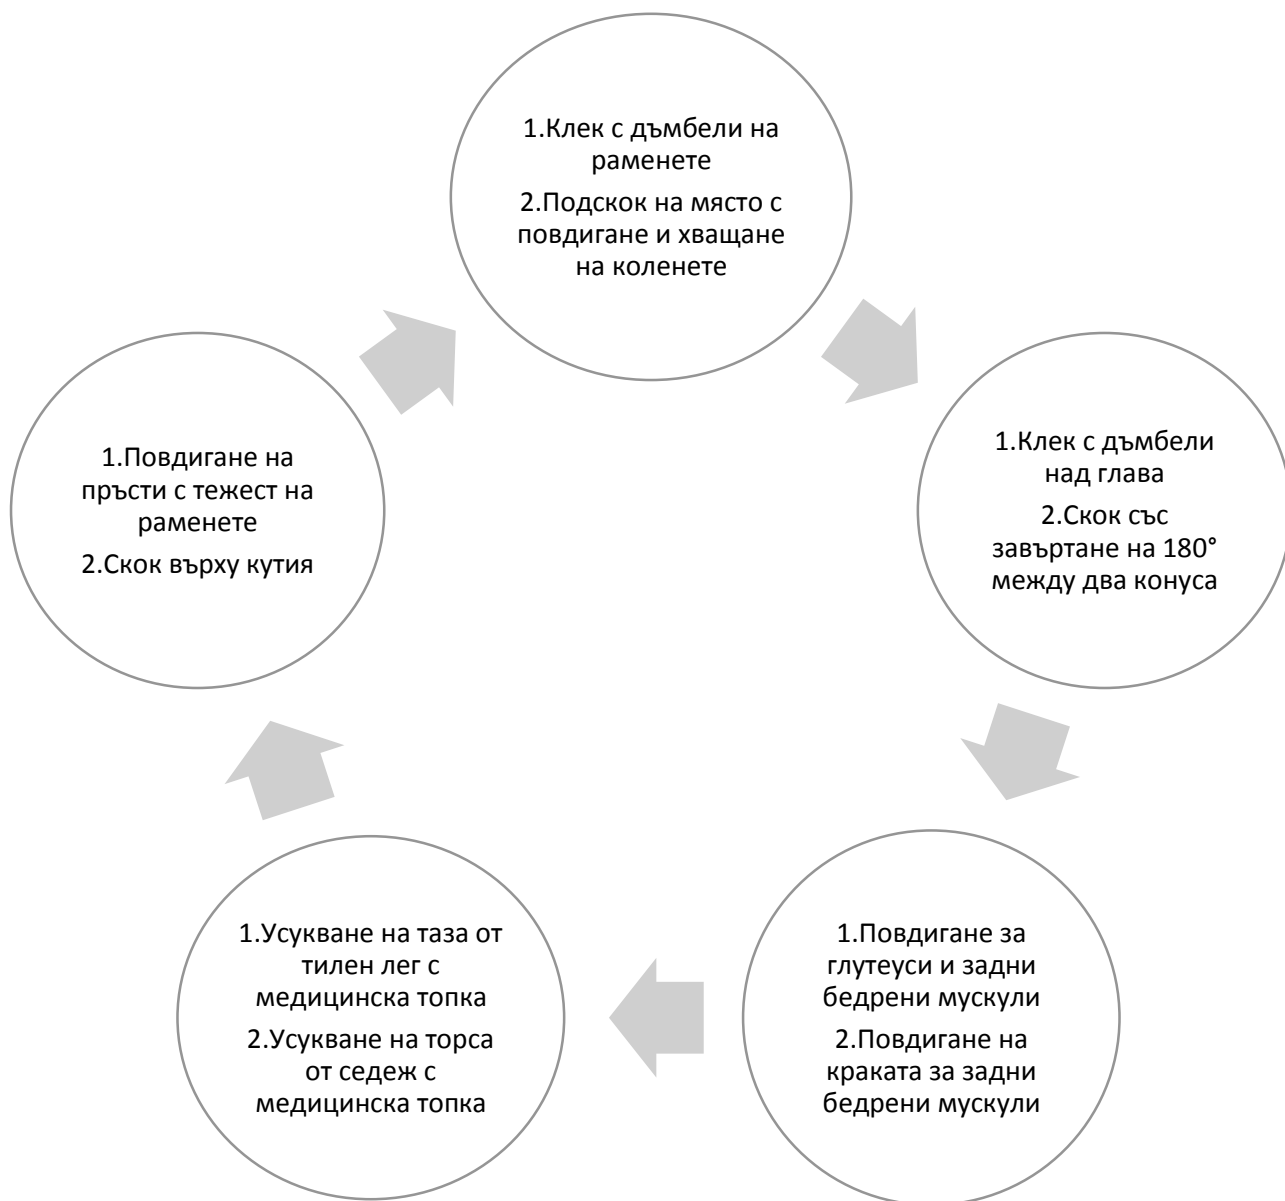 1.Клек с дъмбели на
раменете
2.Подскок на място с
повдигане и хващане
на коленете
1.Клек с дъмбели
над глава
2.Скок със
завъртане на 180°
между два конуса
1.Повдигане за
глутеуси и задни
бедрени мускули
2.Повдигане на
краката за задни
бедрени мускули
1.Усукване на таза от
тилен лег с
медицинска топка
2.Усукване на торса
от седеж с
медицинска топка
1.Повдигане на
пръсти с тежест на
раменете
2.Скок върху кутия